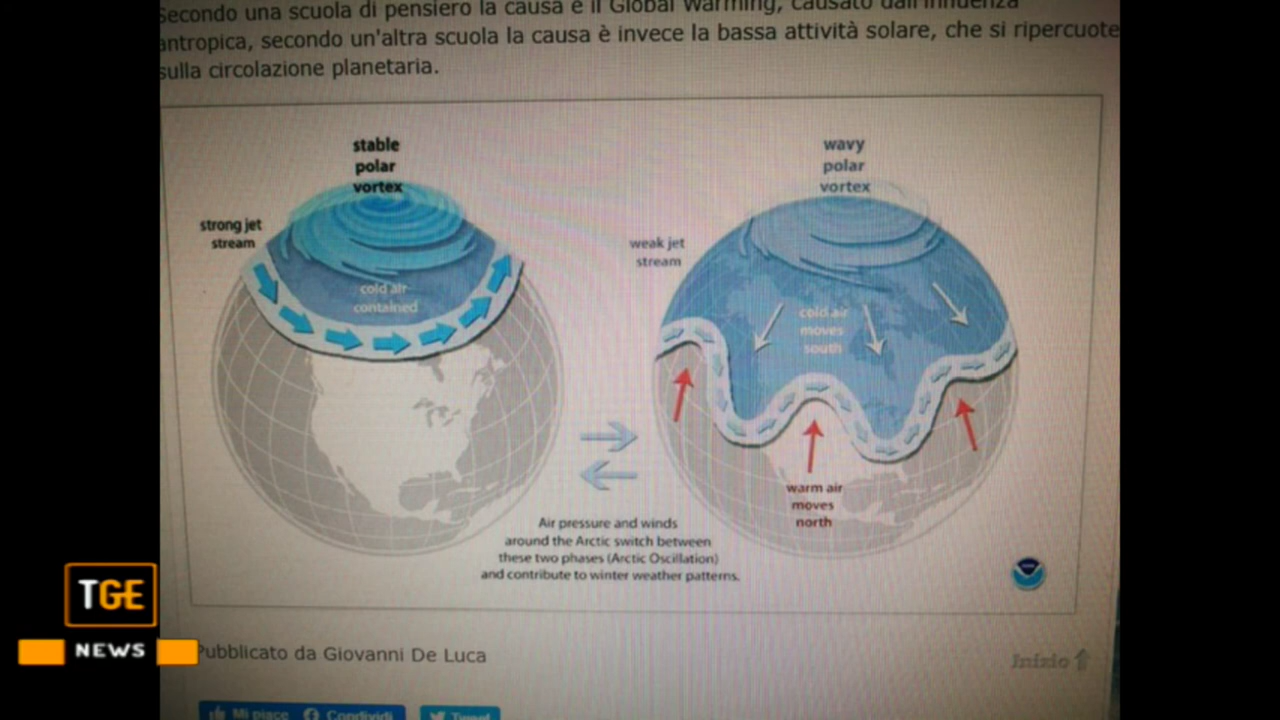 Secondo una scuola di pensiero la causa è il Global Warming, causato dall'influenza
antropica, secondo un'altra scuola la causa è invece la bassa attività solare, che si ripercuote
sulla circolazione planetaria.
stable
polar
vortex
strong jet
stream
cold air
contained
wavy
polar
vortex
weak jet
stream
cold air
moves
south
warm air
moves
north
Air pressure and winds
around the Arctic switch between
these two phases (Arctic Oscillation)
and contribute to winter weather patterns.
TGE
NEWS
Pubblicato da Giovanni De Luca
Inizio
Mi piace Condividi Tweet